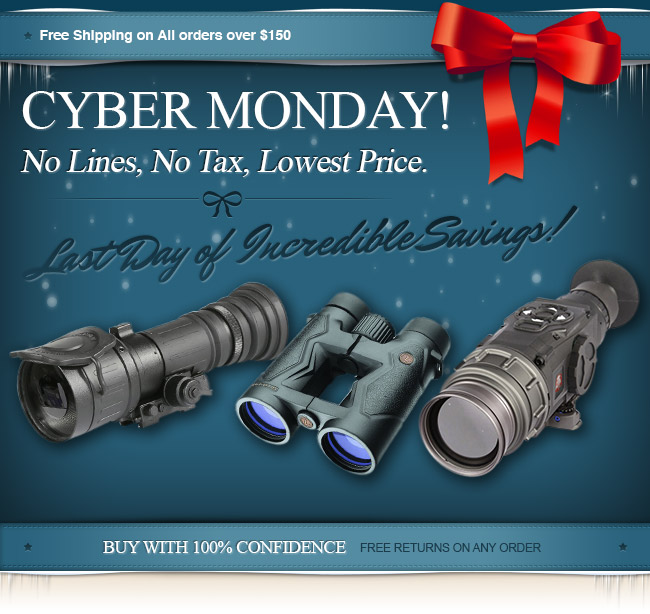 Free Shipping on All orders over $150
CYBER MONDAY!
No Lines, No Tax, Lowest Price.
Last Day of Incredible Savings!
BUY WITH 100% CONFIDENCE FREE RETURNS ON ANY ORDER